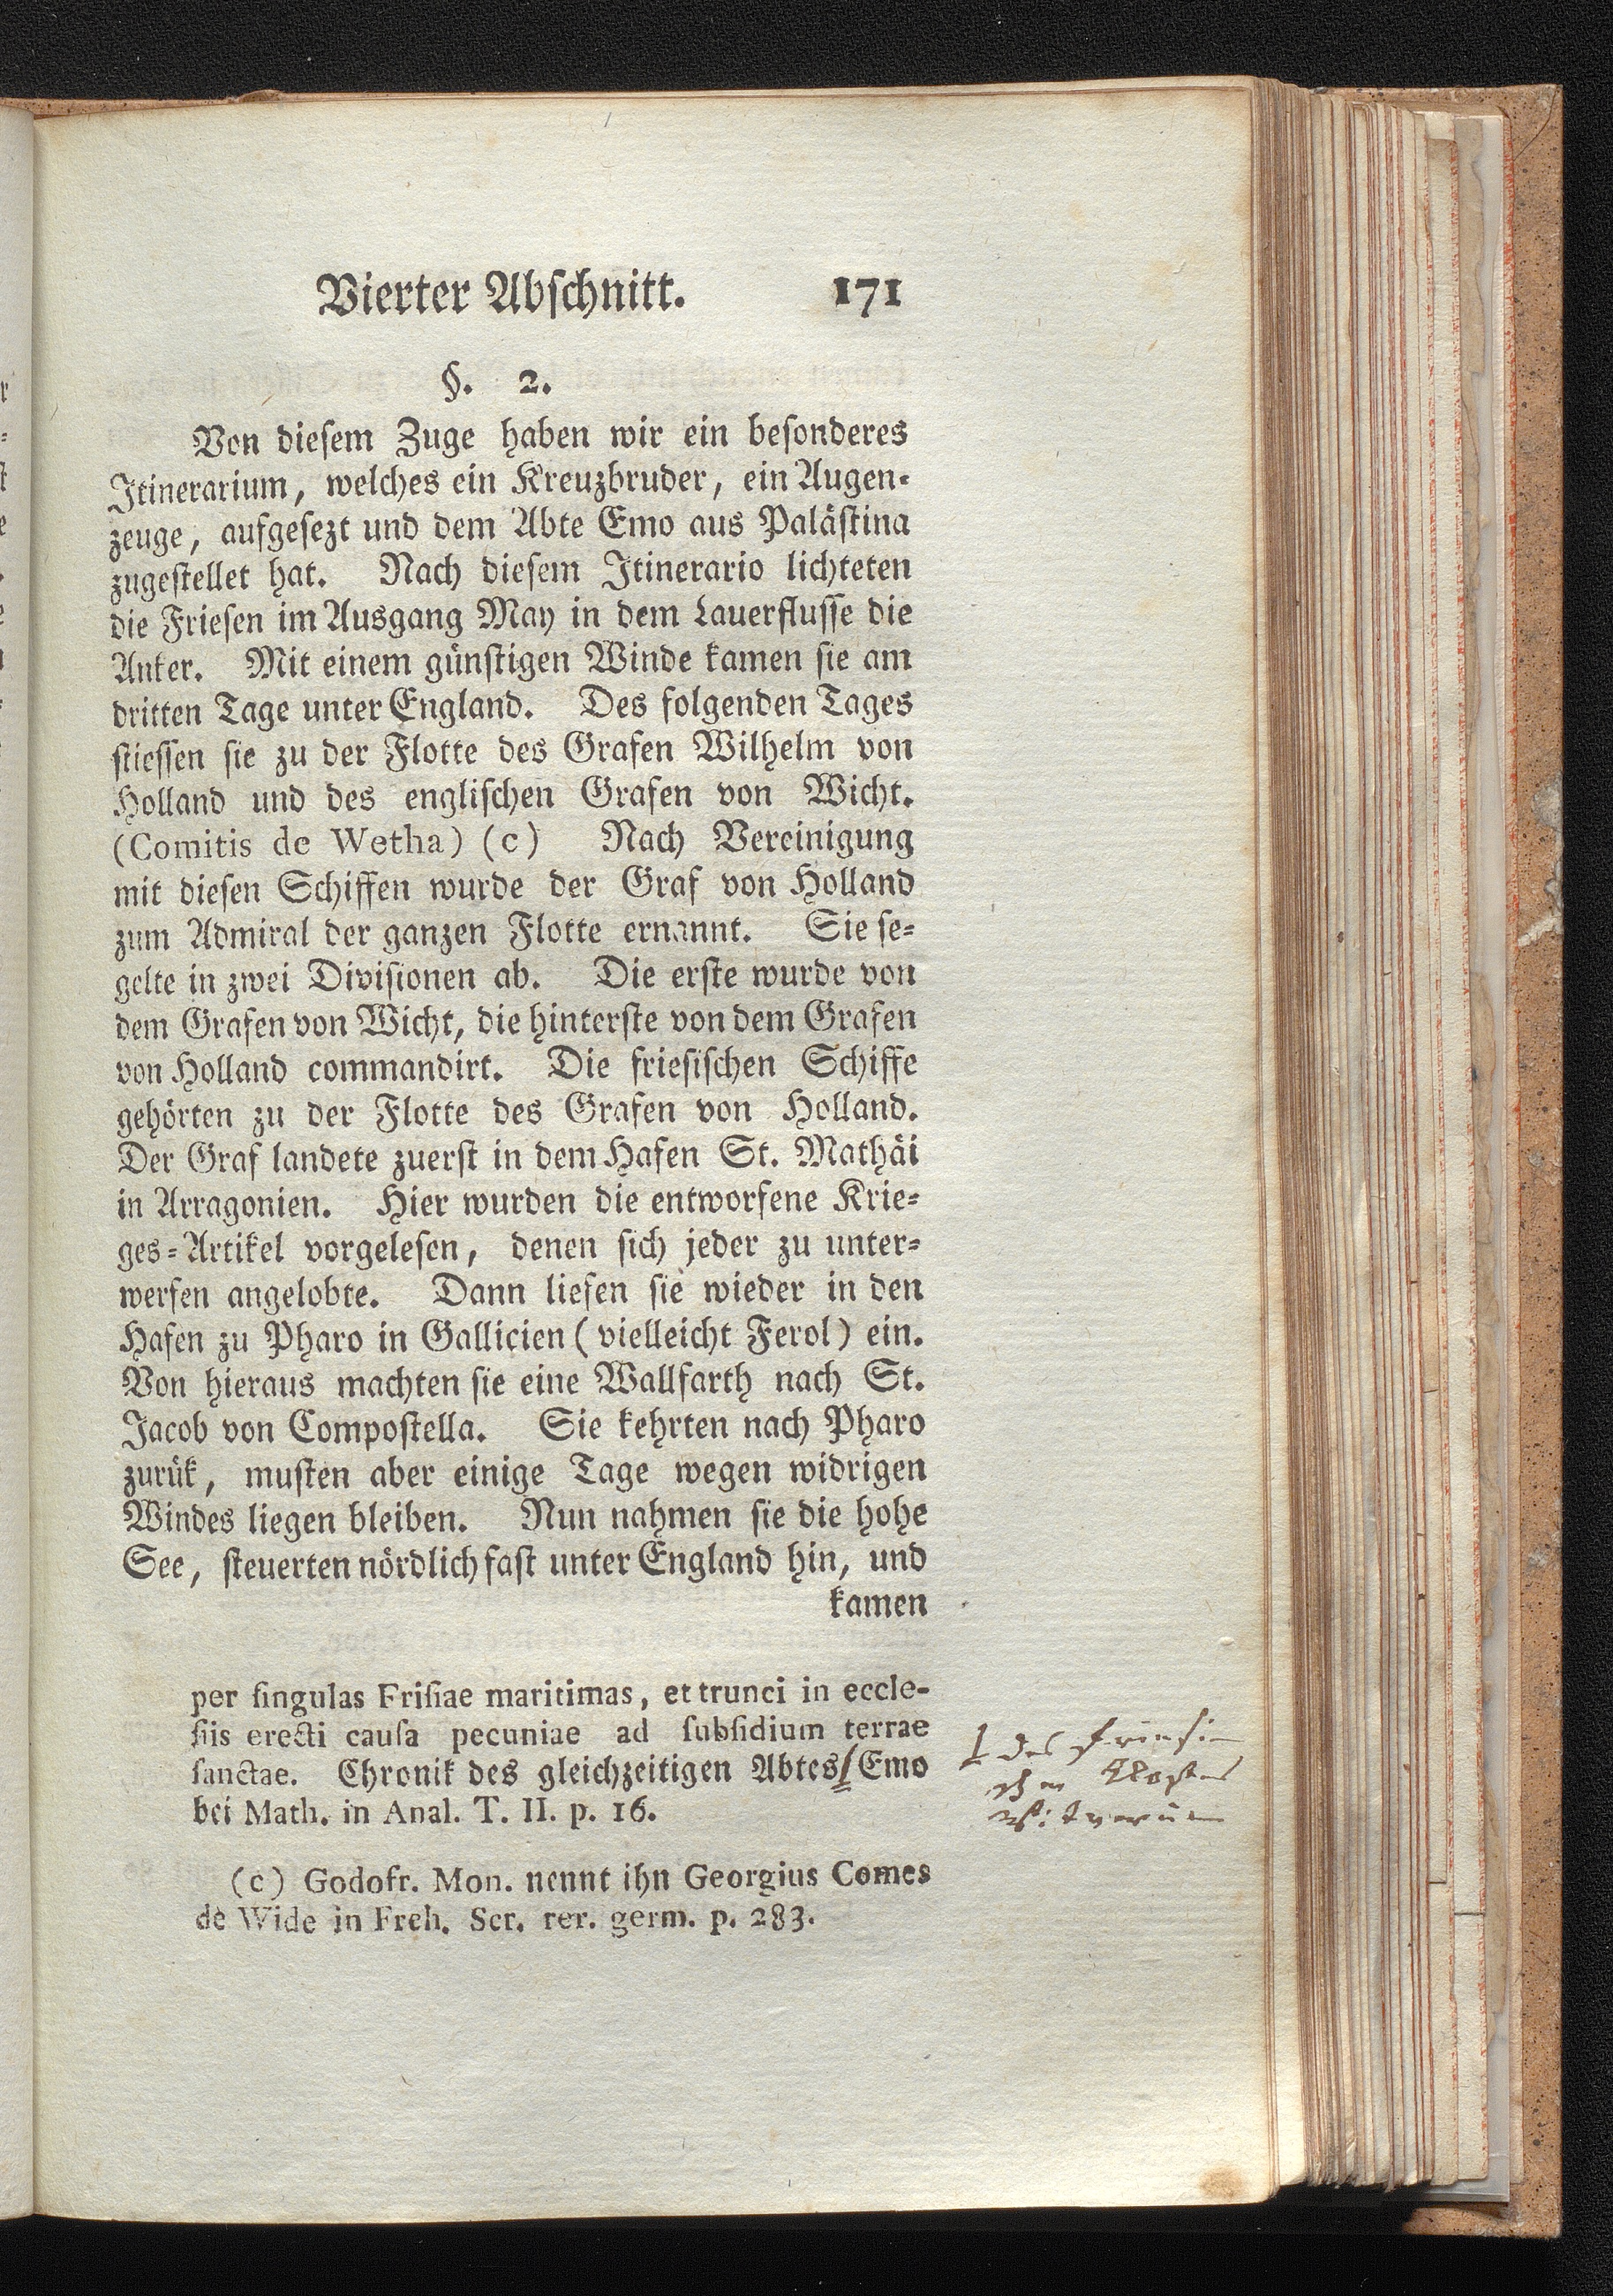 Vierter Abschnitt. 171
§. 2.
Von diesem Zuge haben wir ein besonderes
Itinerarium, welches ein Kreuzbruder, ein Augen-
zeuge, aufgesezt und dem Abte Emo aus Palästina
zugestellet hat. Nach diesem Itinerario lichteten
die Friesen im Ausgang May in dem Lauerflusse die
Anker. Mit einem günstigen Winde kamen sie am
dritten Tage unter England. Des folgenden Tages
stiessen sie zu der Flotte des Grafen Wilhelm von
Holland und des englischen Grafen von Wicht.
(Comitis de Wetha) (c) Nach Vereinigung
mit diesen Schiffen wurde der Graf von Holland
zum Admiral der ganzen Flotte ernannt. Sie se-
gelte in zwei Divisionen ab. Die erste wurde von
dem Grafen von Wicht, die hinterste von dem Grafen
von Holland commandirt. Die friesischen Schiffe
gehörten zu der Flotte des Grafen von Holland.
Der Graf landete zuerst in dem Hafen St. Mathäi
in Arragonien. Hier wurden die entworfene Krie-
ges-Artikel vorgelesen, denen sich jeder zu unter-
werfen angelobte. Dann liefen sie wieder in den
Hafen zu Pharo in Gallicien (vielleicht Ferol) ein.
Von hieraus machten sie eine Wallfarth nach St.
Jacob von Compostella. Sie kehrten nach Pharo
zurük, musten aber einige Tage wegen widrigen
Windes liegen bleiben. Nun nahmen sie die hohe
See, steuerten nördlich fast unter England hin, und
kamen
per singulas Frisiae maritimas, et trunci in eccle-
siis erecti causa pecuniae ad subsidium terrae
sanctae. Chronik des gleichzeitigen Abtes Emo
bei Math. in Anal. T. II. p. 16.
des friesi
schen Klosters
Wittwerum
(c) Godofr. Mon. nennt ihn Georgius Comes
de Wide in Freh. Scr. rer. germ. p. 283.